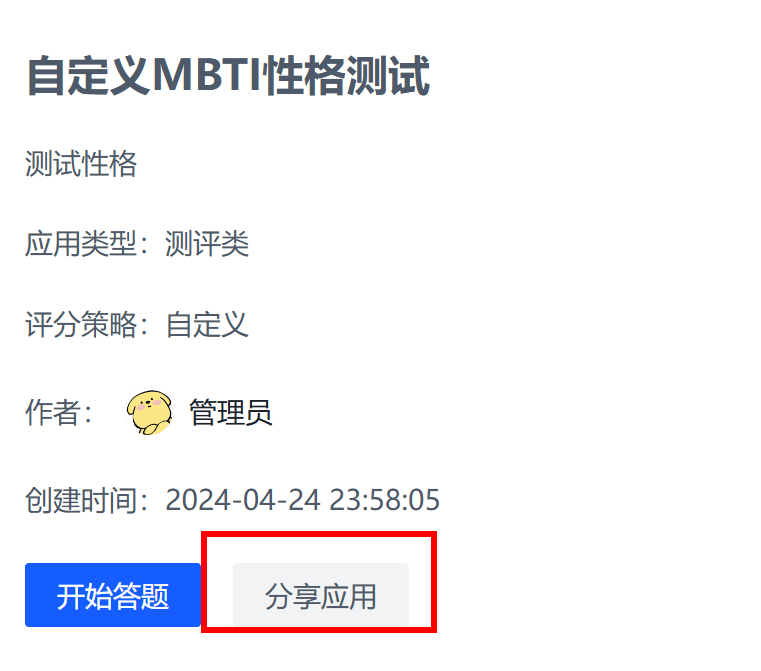 自定义MBTI性格测试
测试性格
应用类型：测评类
评分策略：自定义
作者： 管理员
创建时间：2024-04-24 23:58:05
开始答题 分享应用